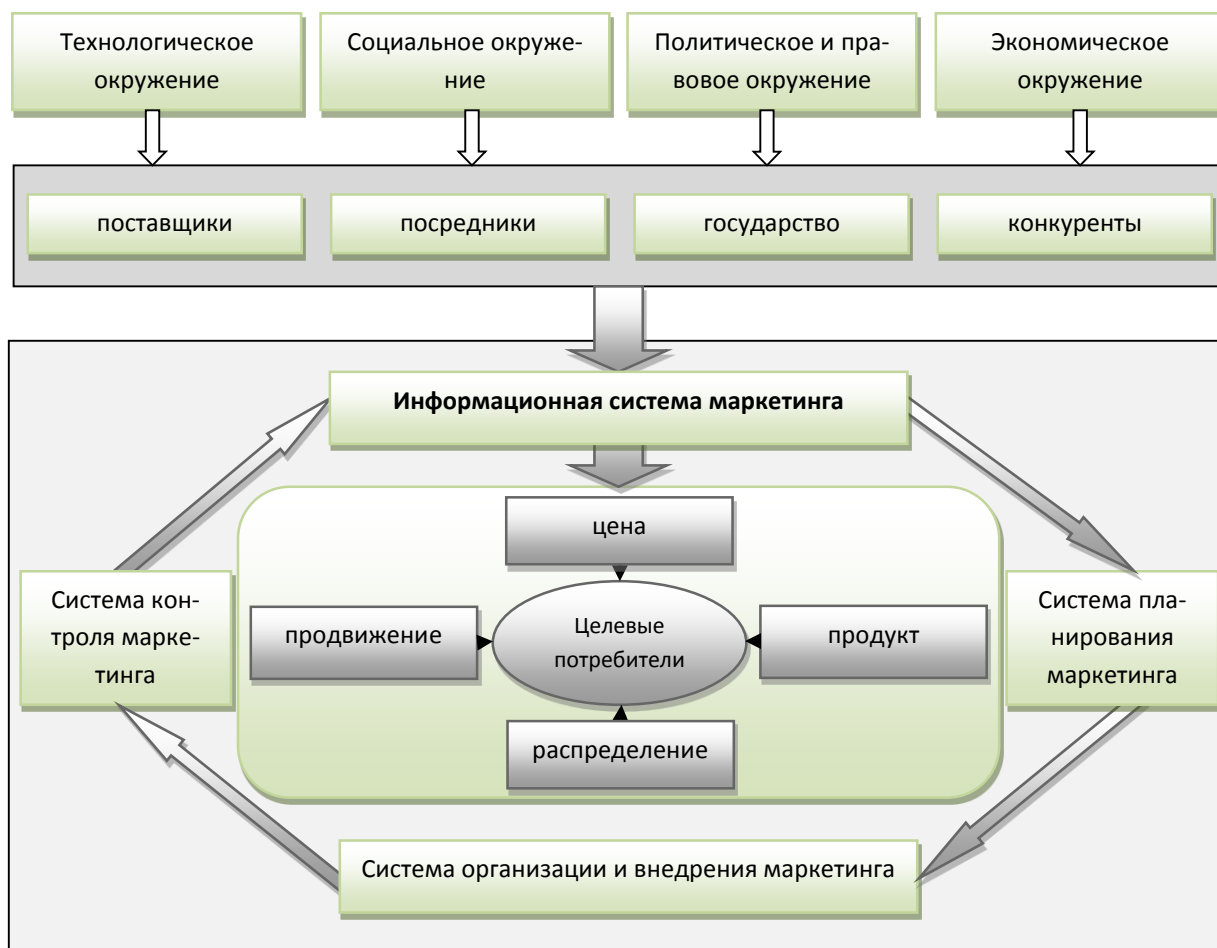 Технологическое
окружение
Социальное окруже-
ние
Политическое и пра-
вовое окружение
Экономическое
окружение
поставщики
посредники
государство
конкуренты
Информационная система маркетинга
цена
Система кон-
троля марке-
тинга
продвижение
Целевые
потребители
продукт
Система пла-
нирования
маркетинга
распределение
Система организации и внедрения маркетинга